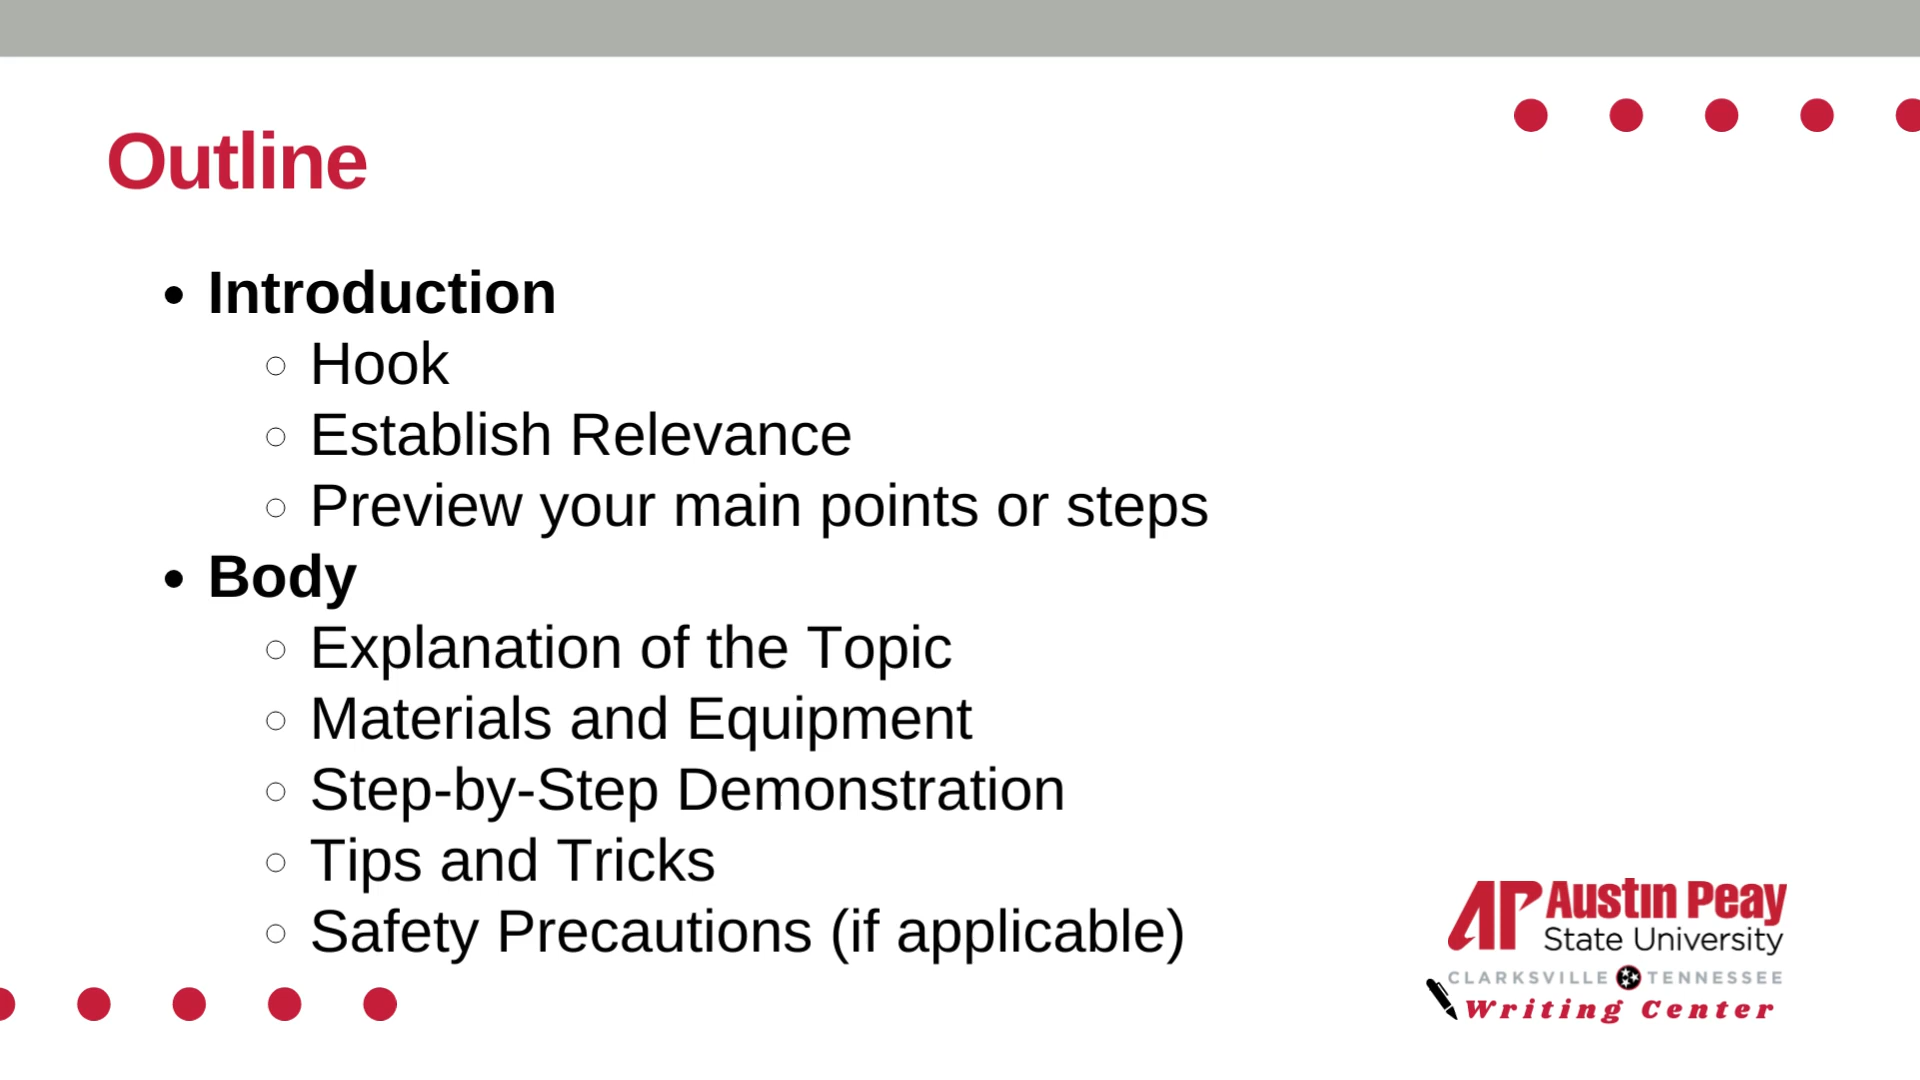 Outline
Introduction
Hook
Establish Relevance
Preview your main points or steps
Body
Explanation of the Topic
Materials and Equipment
Step-by-Step Demonstration
Tips and Tricks
Safety Precautions (if applicable)
AP Austin Peay
State University
CLARKSVILLE TENNESSEE
Writing Center